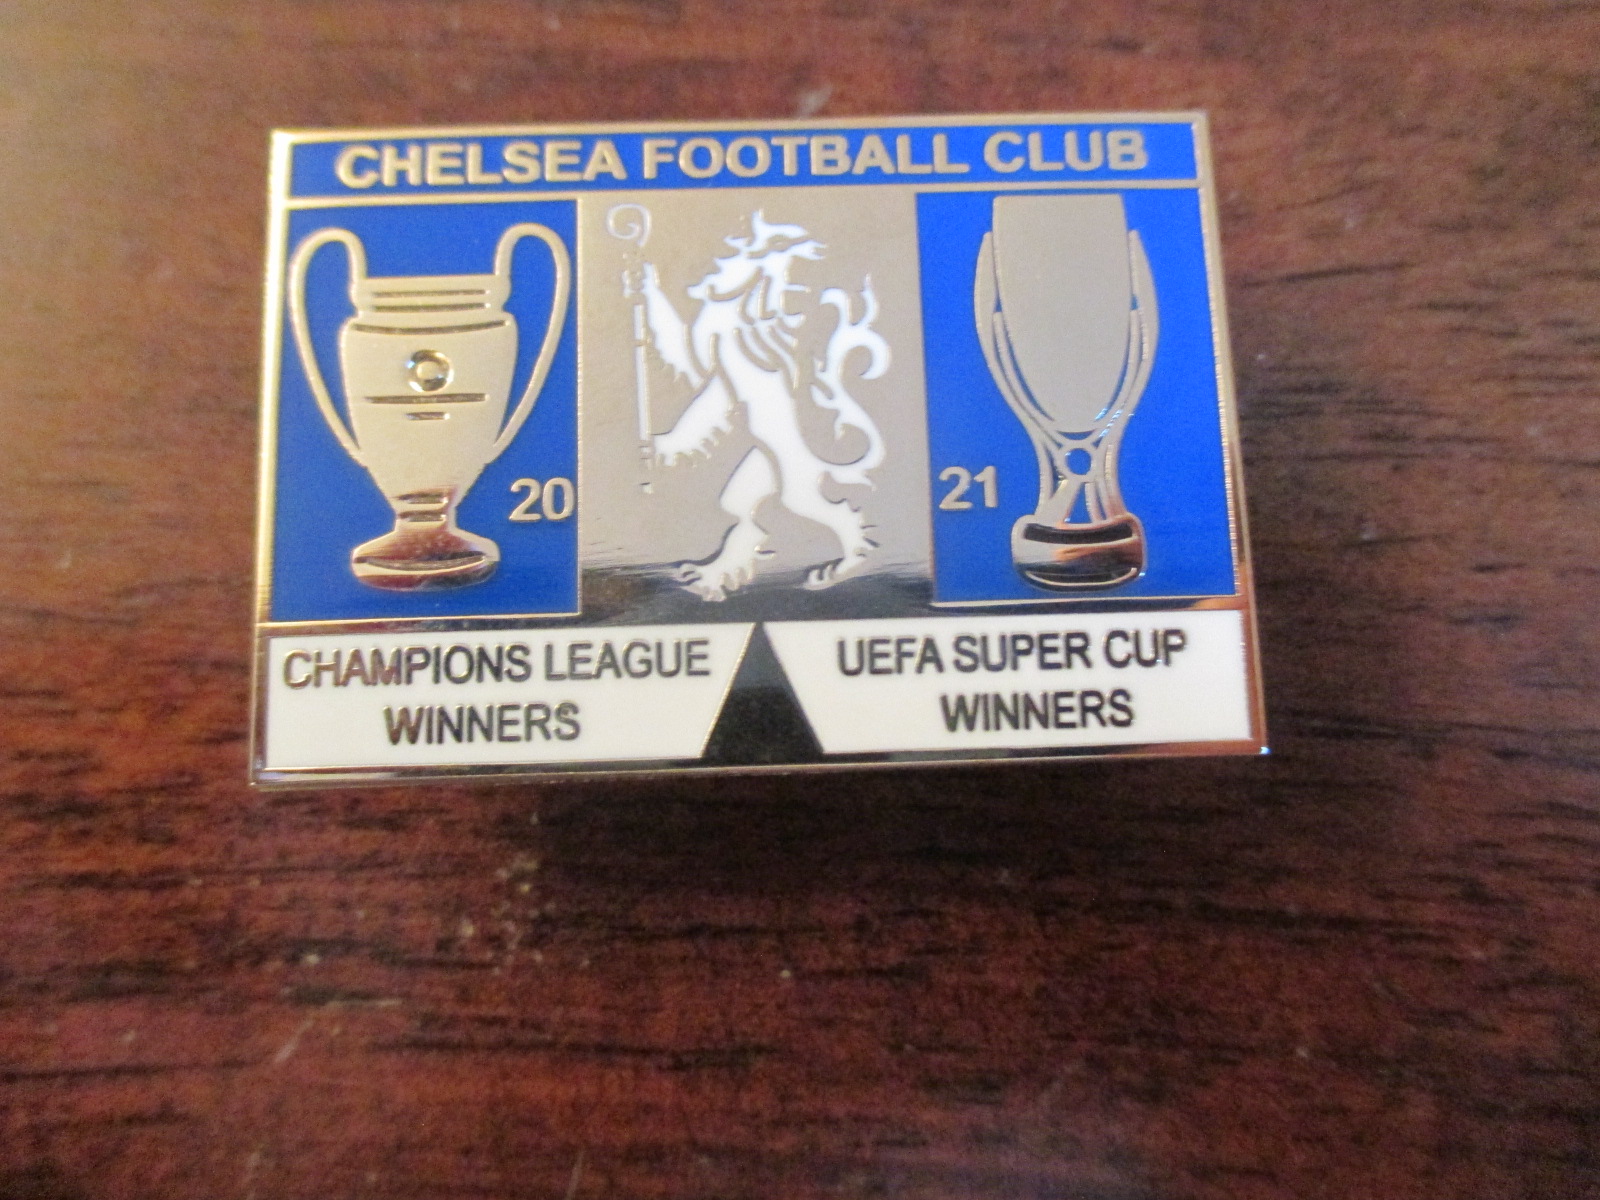 CHELSEA FOOTBALL CLUB
20
21
CHAMPIONS LEAGUE
WINNERS
UEFA SUPER CUP
WINNERS